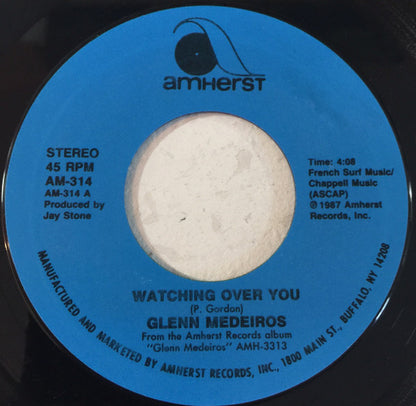 amherst
STEREO
45 RPM
AM-314
AM-314 A
Produced by
Jay Stone
Time: 4:08
French Surf Music/
Chappell Music
(ASCAP)
℗1987 Amherst
Records, Inc.
WATCHING OVER YOU
(P. Gordon)
GLENN MEDEIROS
From the Amherst Records album
"Glenn Medeiros" AMH-3313
MANUFACTURED AND MARKETED BY AMHERST RECORDS, INC., 1800 MAIN ST., BUFFALO, NY 14208